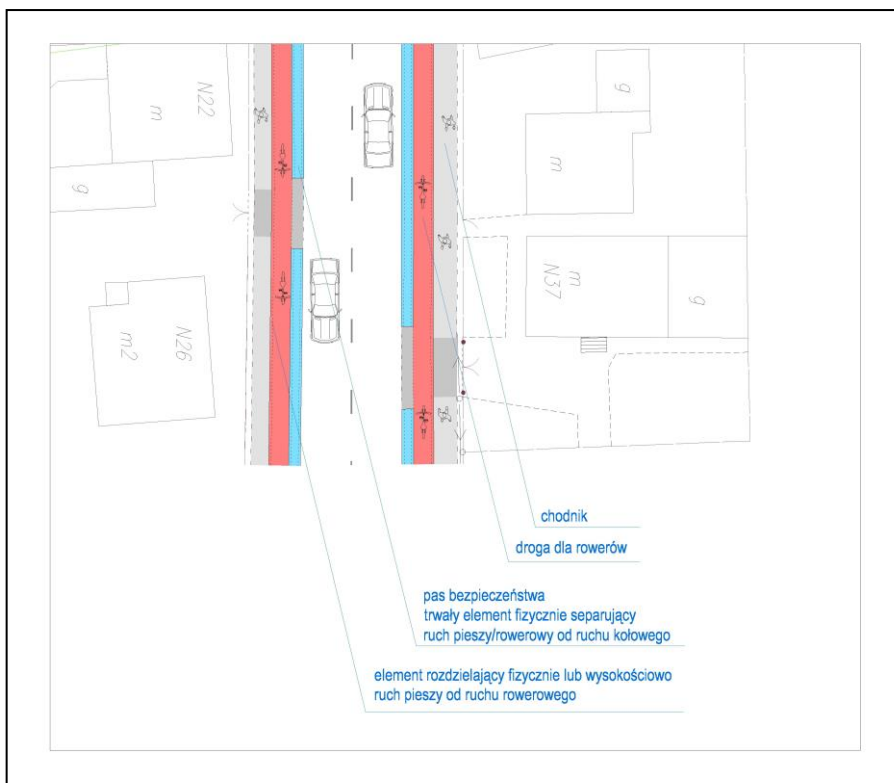 N22
m
g
g
m
m
N37
g
N26
m2
chodnik
droga dla rowerów
pas bezpieczeństwa
trwały element fizycznie separujący
ruch pieszy/rowerowy od ruchu kołowego
element rozdzielający fizycznie lub wysokościowo
ruch pieszy od ruchu rowerowego